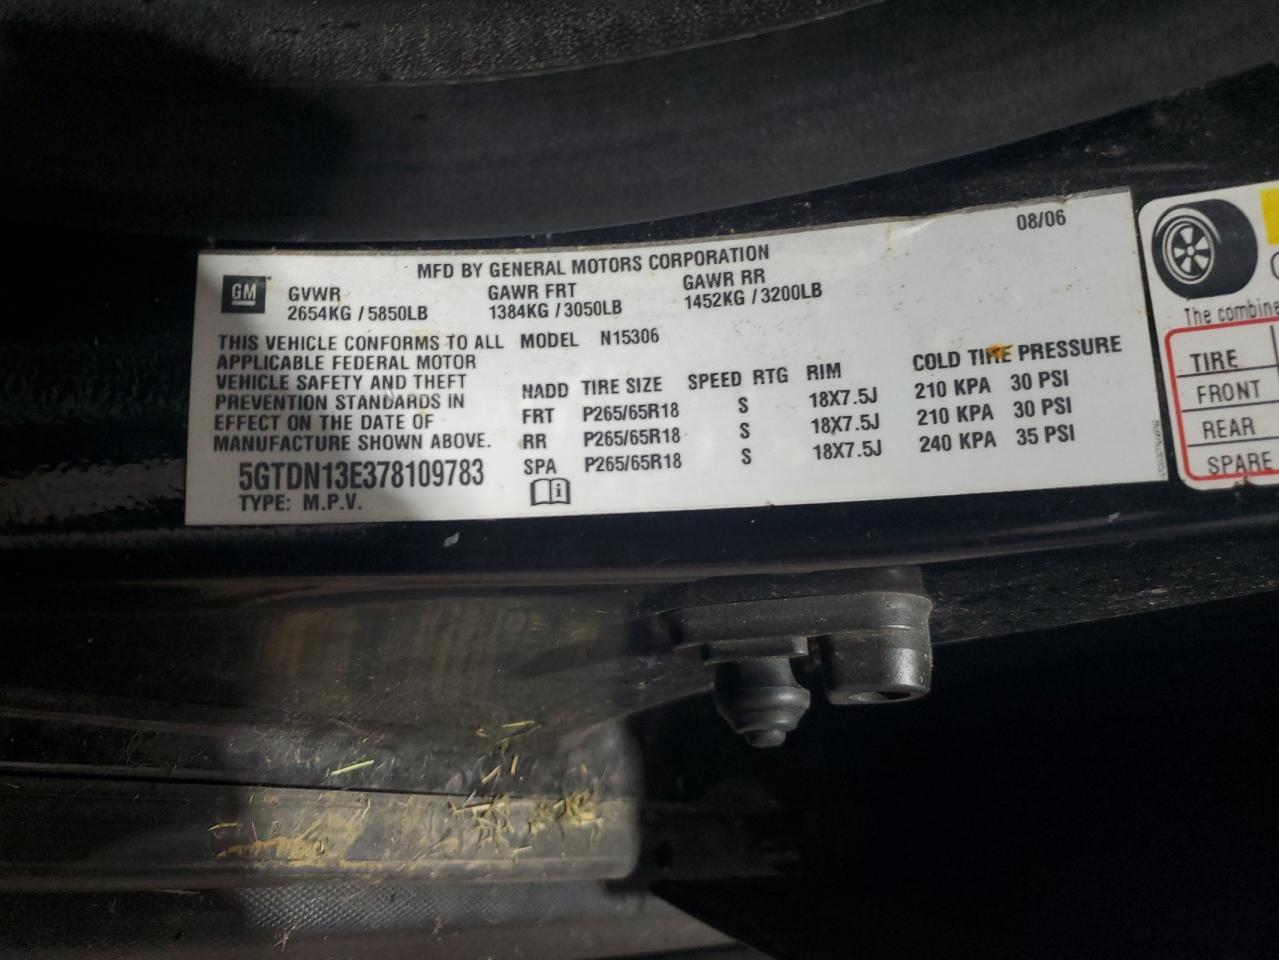 08/06
MFD BY GENERAL MOTORS CORPORATION
GM
GVWR GAWR FRT GAWR RR
2654KG / 5850LB 1384KG / 3050LB 1452KG / 3200LB
THIS VEHICLE CONFORMS TO ALL
APPLICABLE FEDERAL MOTOR
VEHICLE SAFETY AND THEFT
PREVENTION STANDARDS IN
EFFECT ON THE DATE OF
MANUFACTURE SHOWN ABOVE.
5GTDN13E378109783
TYPE: M.P.V.
MODEL N15306
NADD TIRE SIZE SPEED RTG RIM COLD TIRE PRESSURE
FRT P265/65R18 S 18X7.5J 210 KPA 30 PSI
RR P265/65R18 S 18X7.5J 210 KPA 30 PSI
SPA P265/65R18 S 18X7.5J 240 KPA 35 PSI
The combine
TIRE
FRONT
REAR
SPARE